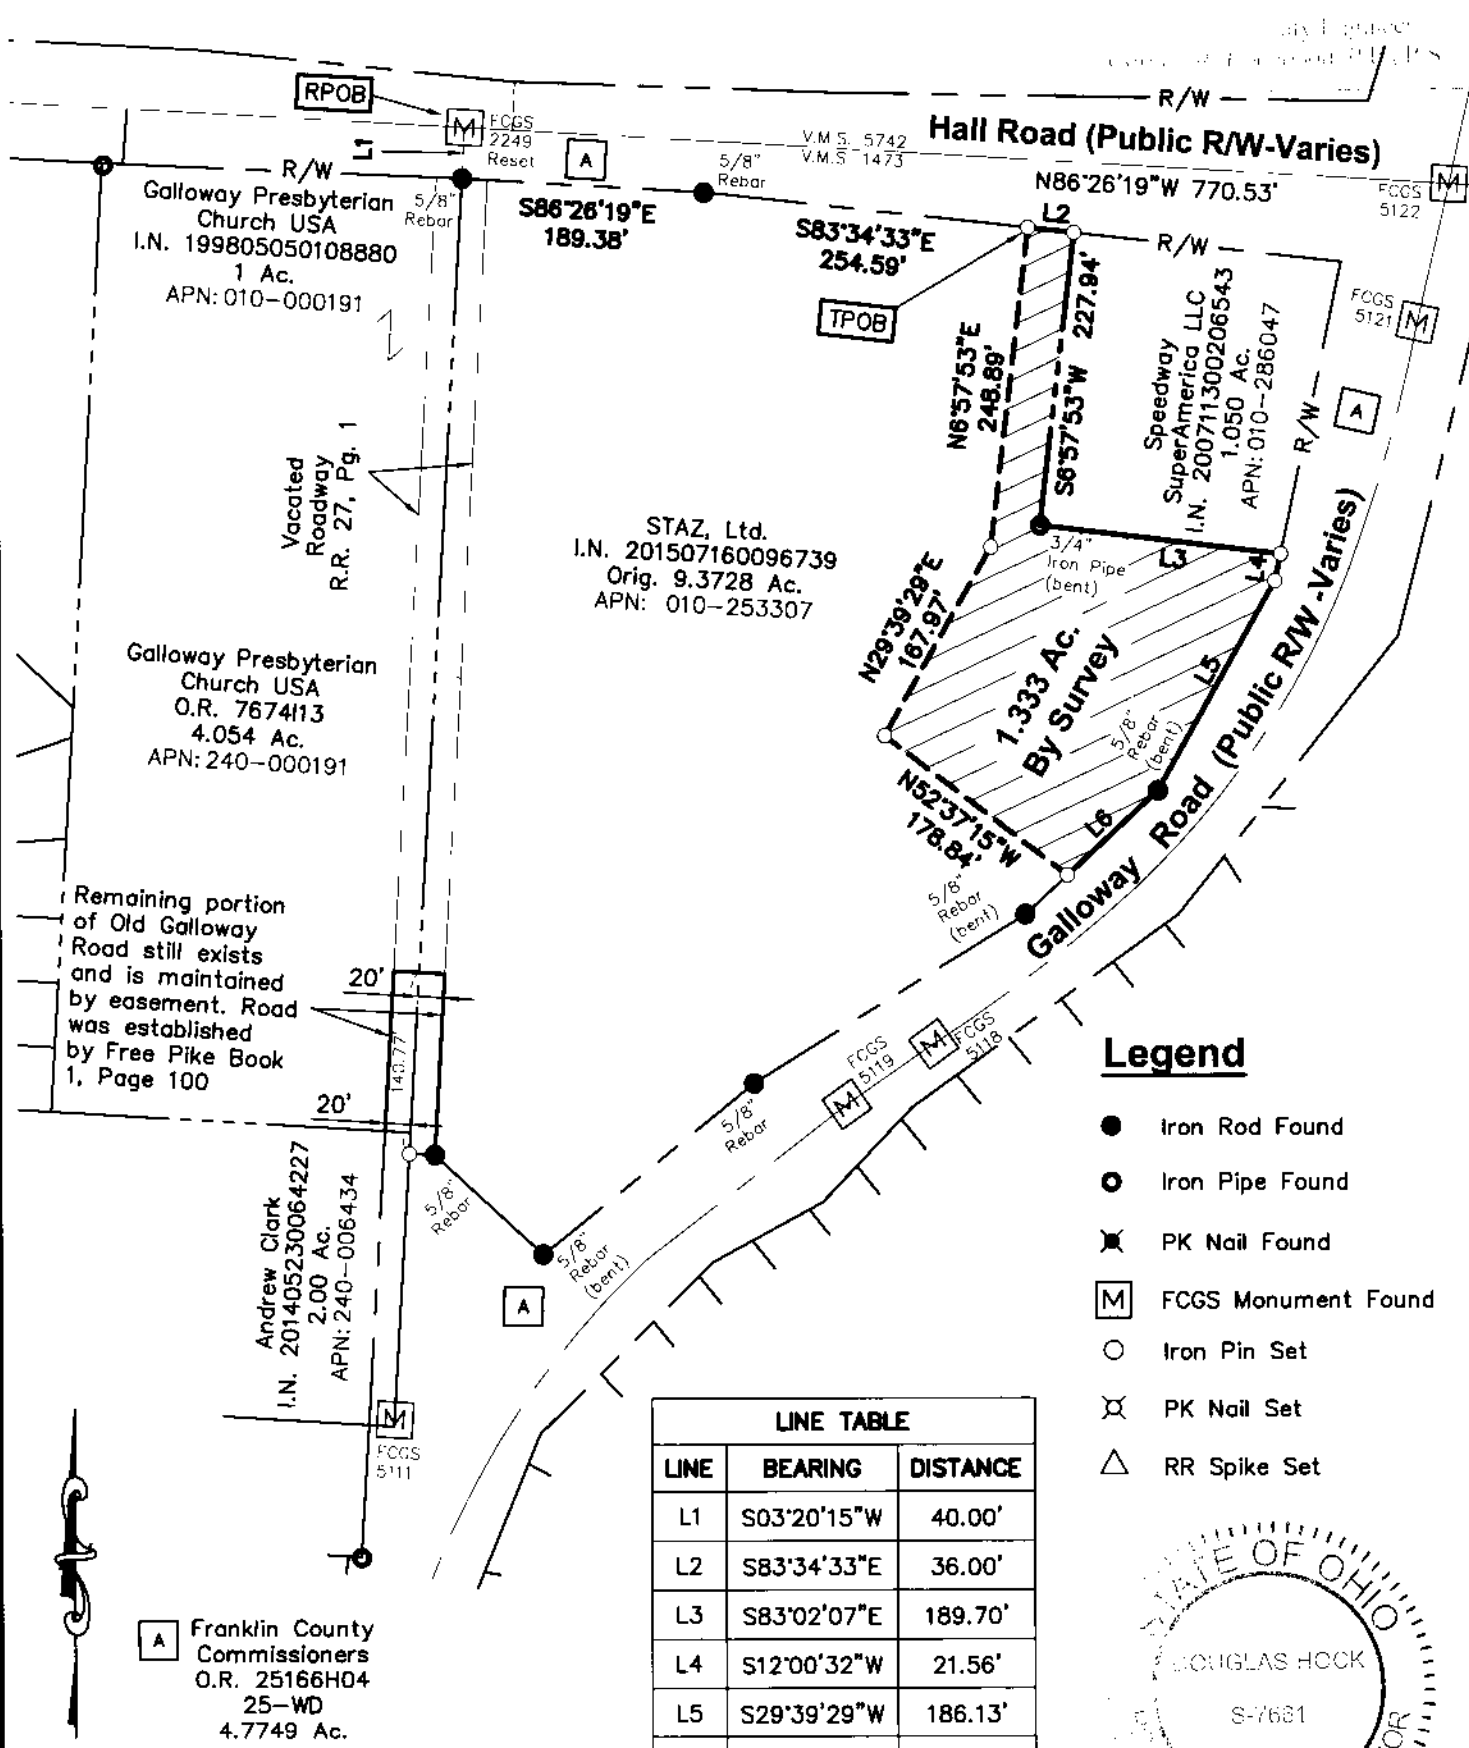 RPOB
R/W
Hall Road (Public R/W-Varies)
V.M.S. 5742
V.M.S 1473
FCGS
2249
Reset
A
L1
R/W
5/8"
Rebar
5/8"
Rebar
N86°26'19"W 770.53'
FCGS
5122
M
M
Galloway Presbyterian
Church USA
I.N. 199805050108880
1 Ac.
APN: 010-000191
S86°26'19"E
189.38'
S83°34'33"E
254.59'
L2
R/W
TPOB
N6°57'53"E
248.89'
S6°57'53"W 227.94'
Speedway
SuperAmerica LLC
I.N. 200711300206543
1.050 Ac.
APN: 010-286047
R/W
FCGS
5121
M
A
Vacated
Roadway
R.R. 27, Pg. 1
STAZ, Ltd.
I.N. 201507160096739
Orig. 9.3728 Ac.
APN: 010-253307
3/4"
Iron Pipe
(bent)
L3
L4
N29°39'29"E
167.97'
1.333 Ac.
By Survey
L5
5/8"
Rebar
(bent)
L6
N52°37'15"W
178.84'
Galloway Road (Public R/W-Varies)
Galloway Presbyterian
Church USA
O.R. 7674I13
4.054 Ac.
APN: 240-000191
5/8"
Rebar
(bent)
Remaining portion
of Old Galloway
Road still exists
and is maintained
by easement. Road
was established
by Free Pike Book
1, Page 100
20'
140.77'
20'
FCGS
5119
M
FCGS
5118
M
5/8"
Rebar
5/8"
Rebar
5/8"
Rebar
(bent)
A
Andrew Clark
I.N. 201405230064227
2.00 Ac.
APN: 240-006434
M
FCGS
5111
A
Franklin County
Commissioners
O.R. 25166H04
25-WD
4.7749 Ac.
Legend
Iron Rod Found
Iron Pipe Found
PK Nail Found
M FCGS Monument Found
Iron Pin Set
PK Nail Set
RR Spike Set
LINE TABLE
LINE BEARING DISTANCE
L1 S03°20'15"W 40.00'
L2 S83°34'33"E 36.00'
L3 S83°02'07"E 189.70'
L4 S12°00'32"W 21.56'
L5 S29°39'29"W 186.13'
STATE OF OHIO
DOUGLAS HOCK
S-7661